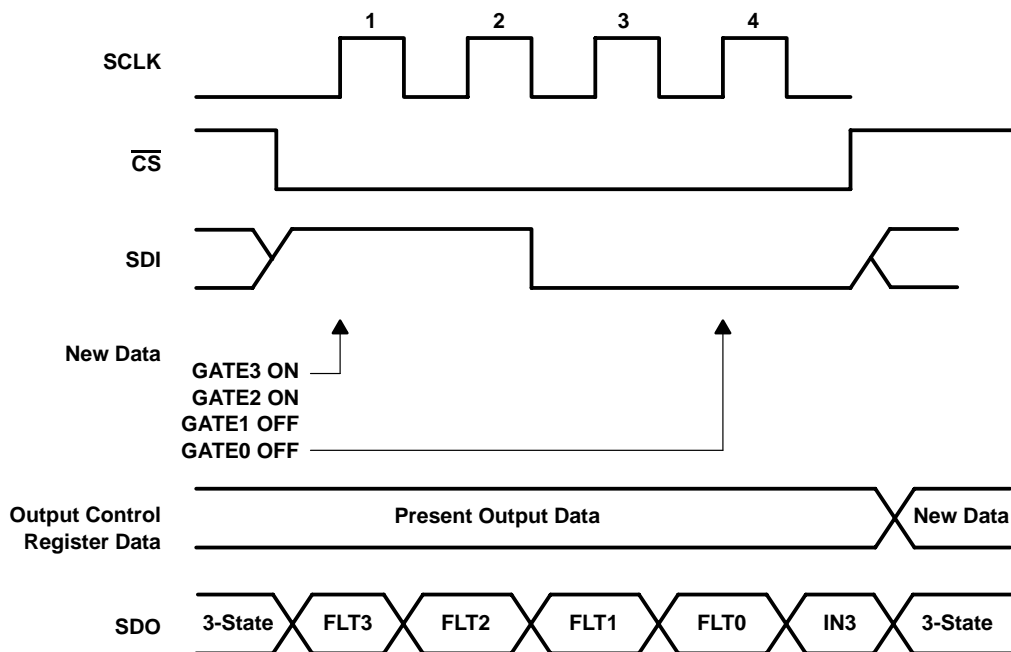 1 2 3 4
SCLK
CS
SDI
New Data
GATE3 ON
GATE2 ON
GATE1 OFF
GATE0 OFF
Output Control
Register Data
Present Output Data
New Data
SDO
3-State
FLT3
FLT2
FLT1
FLT0
IN3
3-State